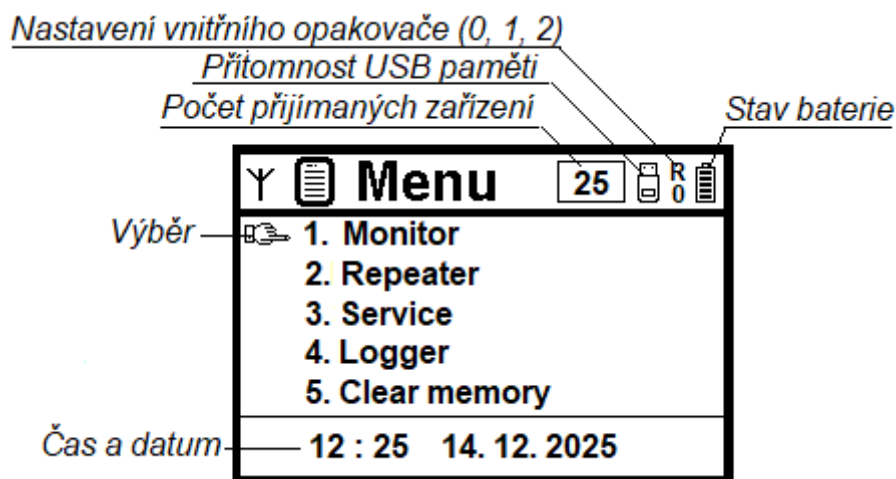 Nastavení vnitřního opakovače (0, 1, 2)
Přítomnost USB paměti
Počet přijímaných zařízení
Stav baterie
Menu 25 R 0
Výběr
1. Monitor
2. Repeater
3. Service
4. Logger
5. Clear memory
Čas a datum
12 : 25 14. 12. 2025